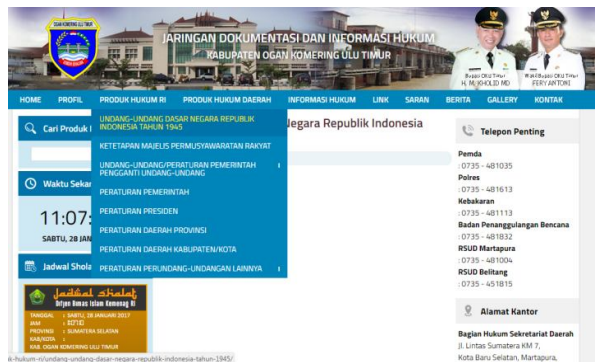 OGAN KOMERING ULU TIMUR
JARINGAN DOKUMENTASI DAN INFORMASI HUKUM
KABUPATEN OGAN KOMERING ULU TIMUR
Bupati OKU Timur
H. M. KHOLID MD
Wakil Bupati OKU Timur
FERY ANTONI
HOME PROFIL PRODUK HUKUM RI PRODUK HUKUM DAERAH INFORMASI HUKUM LINK SARAN BERITA GALLERY KONTAK
Cari Produk
UNDANG-UNDANG DASAR NEGARA REPUBLIK
INDONESIA TAHUN 1945
KETETAPAN MAJELIS PERMUSYAWARATAN RAKYAT
UNDANG-UNDANG/PERATURAN PEMERINTAH
PENGGANTI UNDANG-UNDANG
PERATURAN PEMERINTAH
PERATURAN PRESIDEN
PERATURAN DAERAH PROVINSI
PERATURAN DAERAH KABUPATEN/KOTA
PERATURAN PERUNDANG-UNDANGAN LAINNYA
Negara Republik Indonesia
Waktu Sekar
11:07:
SABTU, 28 JAN
Jadwal Shola
Jadwal Shalat
Ditjen Bimas Islam Kemenag RI
TANGGAL : SABTU, 28 JANUARI 2017
JAM
PROVINSI : SUMATERA SELATAN
KAB/KOTA :
KAB. OGAN KOMERING ULU TIMUR
k-hukum-ri/undang-undang-dasar-negara-republik-indonesia-tahun-1945/
Telepon Penting
Pemda
: 0735 - 481035
Polres
: 0735 - 481613
Kebakaran
: 0735 - 481113
Badan Penanggulangan Bencana
: 0735 - 481832
RSUD Martapura
: 0735 - 481004
RSUD Belitang
: 0735 - 451815
Alamat Kantor
Bagian Hukum Sekretariat Daerah
Jl. Lintas Sumatera KM 7,
Kota Baru Selatan, Martapura,